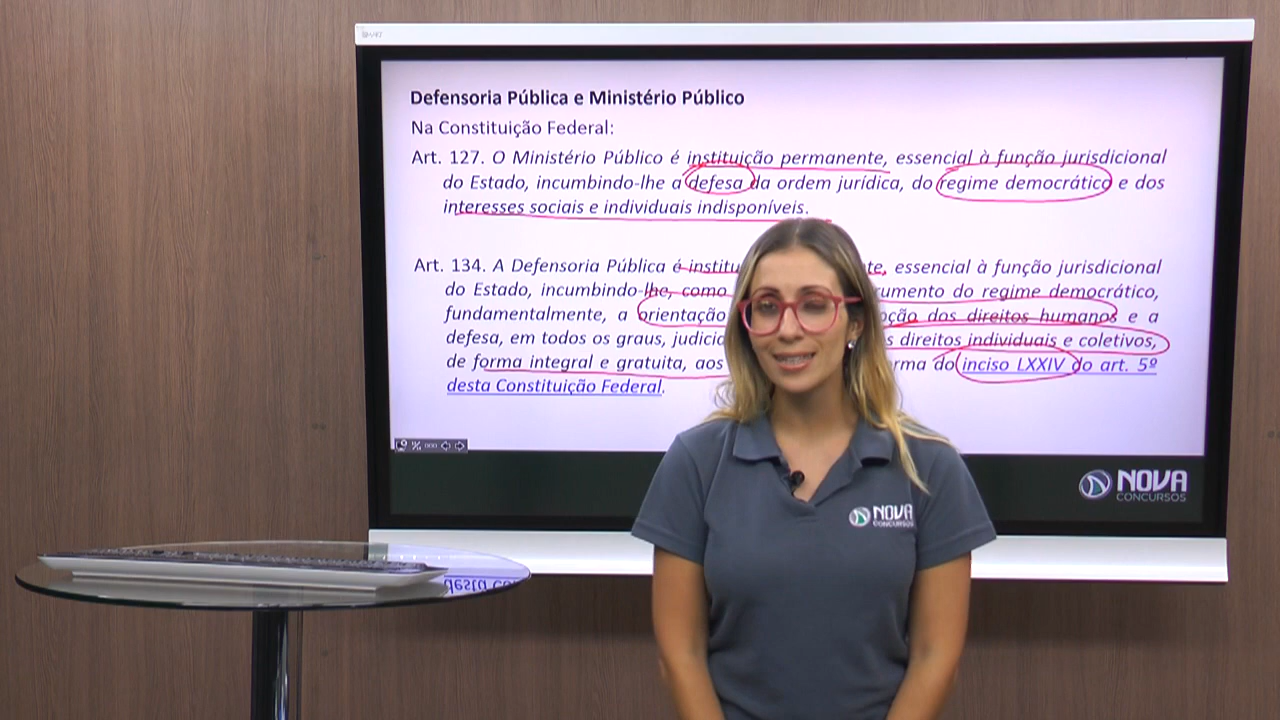 Defensoria Pública e Ministério Público
Na Constituição Federal:
Art. 127. O Ministério Público é instituição permanente, essencial à função jurisdicional
do Estado, incumbindo-lhe a defesa da ordem jurídica, do regime democrático e dos
interesses sociais e individuais indisponíveis.
Art. 134. A Defensoria Pública é essencial à função jurisdicional
do Estado, incumbindo-lhe, como do regime democrático,
fundamentalmente, a orientação dos direitos humanos e a
defesa, em todos os graus, direitos individuais e coletivos,
de forma integral e gratuita, aos do inciso LXXIV do art. 5º
desta Constituição Federal.
NOVA
CONCURSOS
NOVA
CONCURSOS
desta